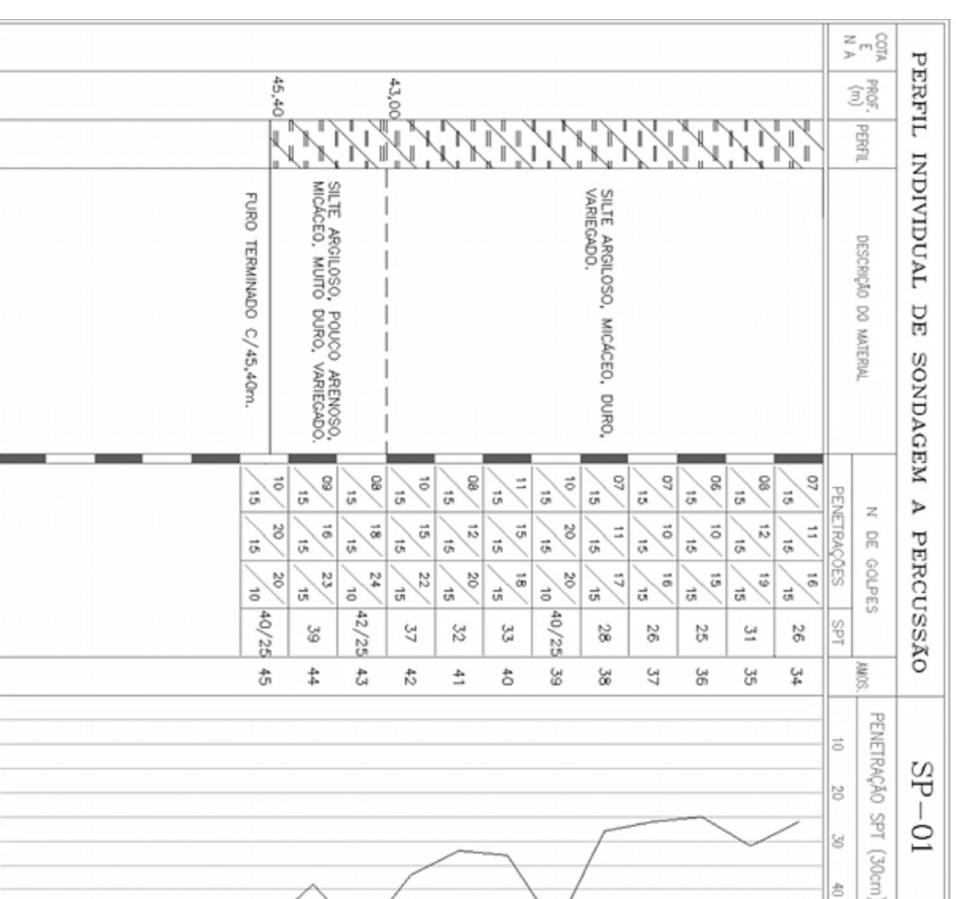 PERFIL INDIVIDUAL DE SONDAGEM A PERCUSSÃO SP-01
COTA E N A
PROF. (m)
PERFIL
DESCRIÇÃO DO MATERIAL
N° DE GOLPES
PENETRAÇÕES SPT
AMOS.
PENETRAÇÃO SPT (30cm)
10 20 30 40
07/15 11/15 16/15 26 34
08/15 12/15 19/15 31 35
06/15 10/15 15/15 25 36
07/15 10/15 16/15 26 37
SILTE ARGILOSO, MICÁCEO, DURO,
VARIEGADO.
07/15 11/15 17/15 28 38
10/15 20/15 20/10 40/25 39
11/15 15/15 18/15 33 40
08/15 12/15 20/15 32 41
10/15 15/15 22/15 37 42
43,00
08/15 18/15 24/10 42/25 43
SILTE ARGILOSO, POUCO ARENOSO,
MICÁCEO, MUITO DURO, VARIEGADO.
09/15 16/15 23/15 39 44
45,40
10/15 20/15 20/10 40/25 45
FURO TERMINADO C/45,40m.